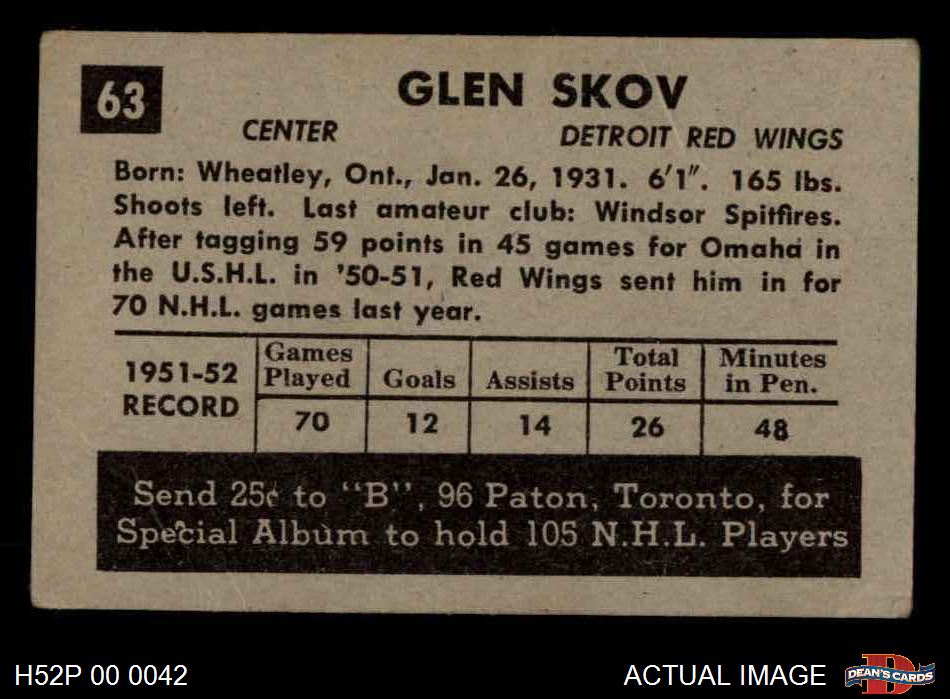 63
GLEN SKOV
CENTER DETROIT RED WINGS
Born: Wheatley, Ont., Jan. 26, 1931. 6'1". 165 lbs.
Shoots left. Last amateur club: Windsor Spitfires.
After tagging 59 points in 45 games for Omaha in
the U.S.H.L. in '50-51, Red Wings sent him in for
70 N.H.L. games last year.
1951-52 RECORD
Games Played Goals Assists Total Points Minutes in Pen.
70 12 14 26 48
Send 25¢ to "B", 96 Paton, Toronto, for
Special Album to hold 105 N.H.L. Players
H52P 00 0042 ACTUAL IMAGE
D
DEAN'S CARDS